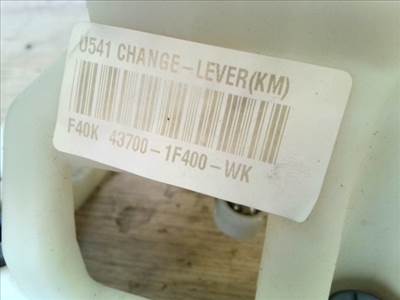 U541 CHANGE-LEVER(KM)
F40K 43700-1F400-WK